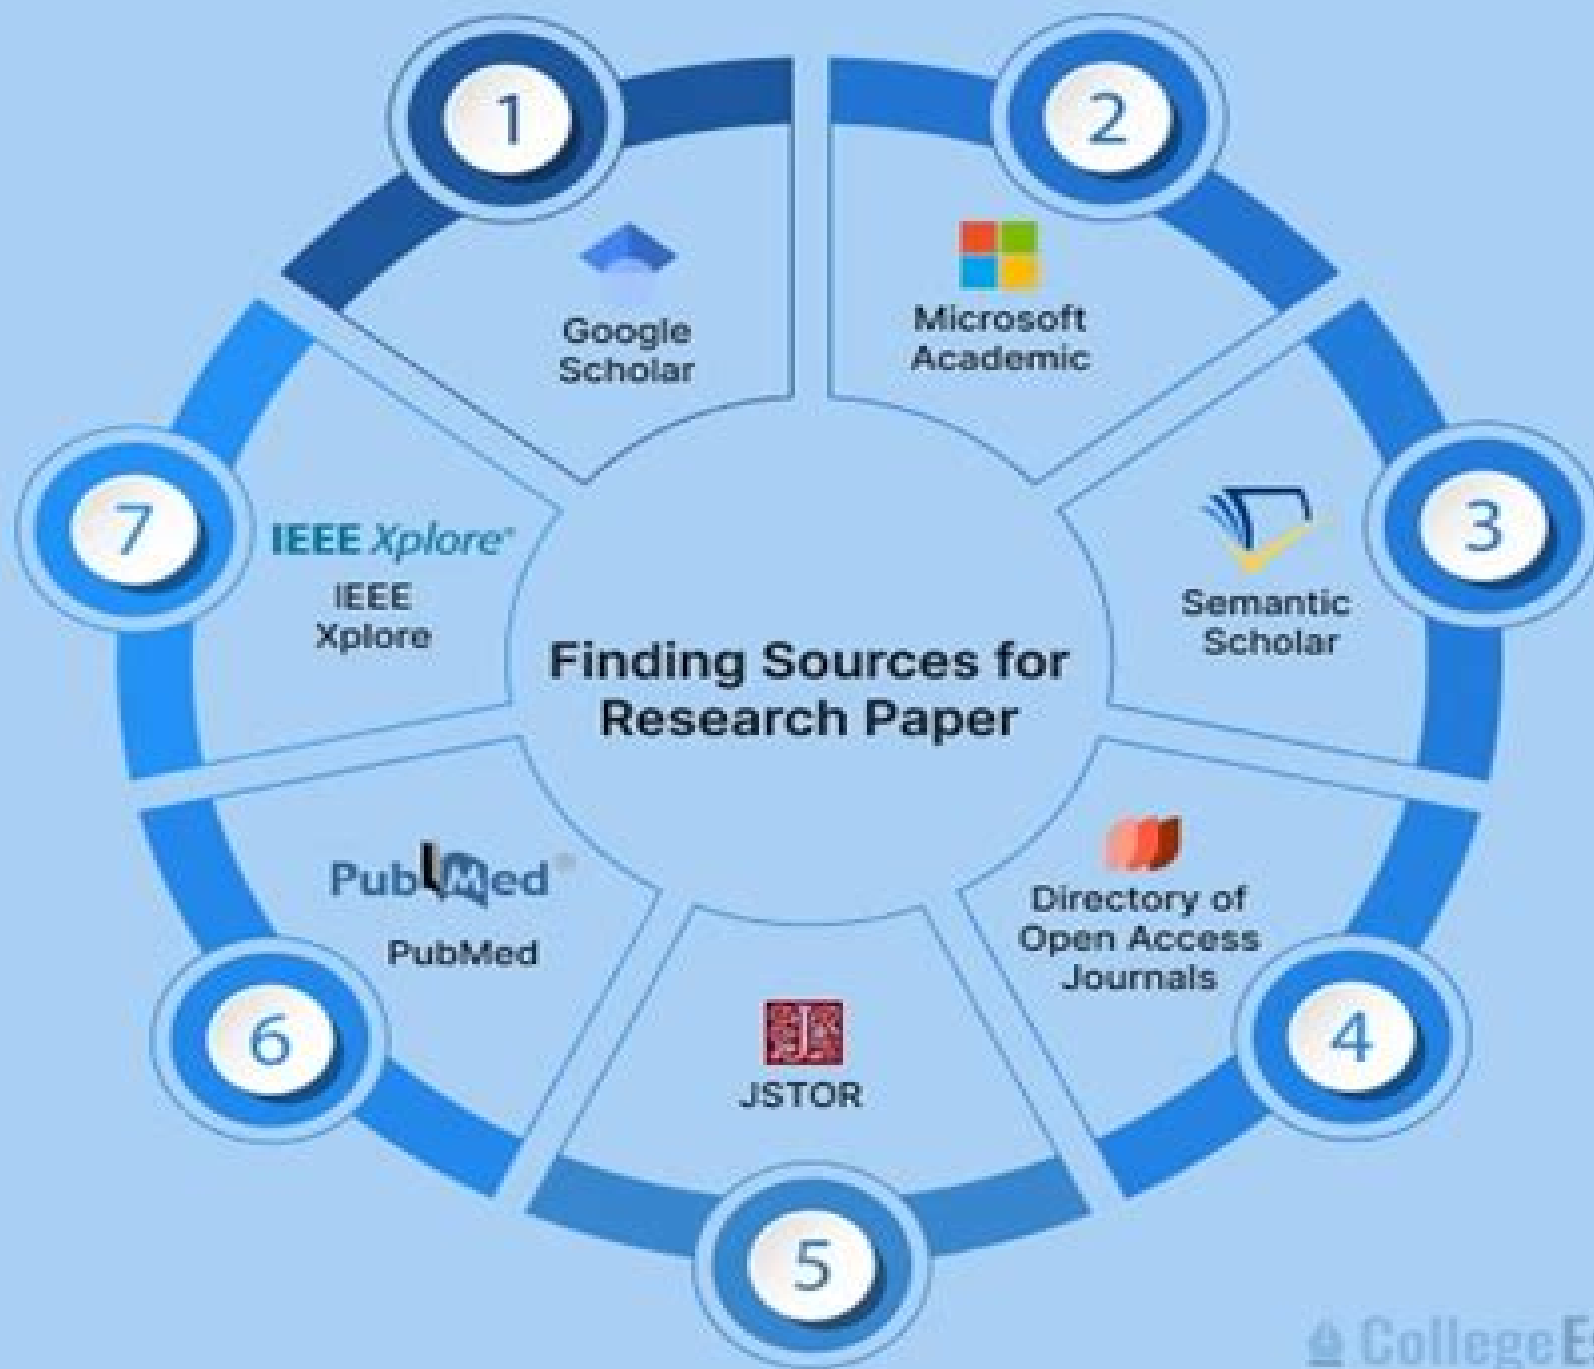 1
Google
Scholar
2
Microsoft
Academic
3
Semantic
Scholar
4
Directory of
Open Access
Journals
5
JSTOR
6
PubMed
PubMed
7
IEEE Xplore®
IEEE
Xplore
Finding Sources for
Research Paper